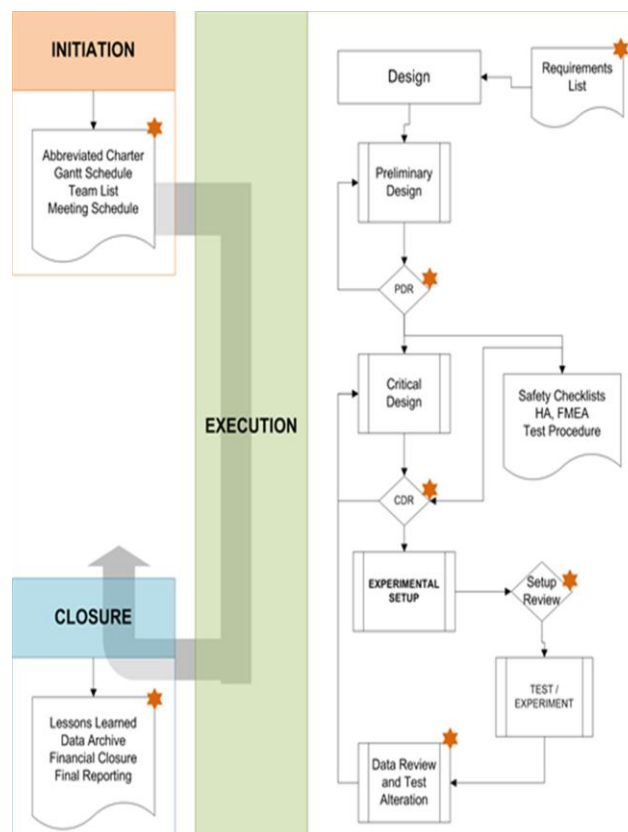 INITIATION
Abbreviated Charter
Gantt Schedule
Team List
Meeting Schedule
CLOSURE
Lessons Learned
Data Archive
Financial Closure
Final Reporting
EXECUTION
Design
Requirements
List
Preliminary
Design
PDR
Critical
Design
Safety Checklists
HA, FMEA
Test Procedure
CDR
EXPERIMENTAL
SETUP
Setup
Review
TEST /
EXPERIMENT
Data Review
and Test
Alteration